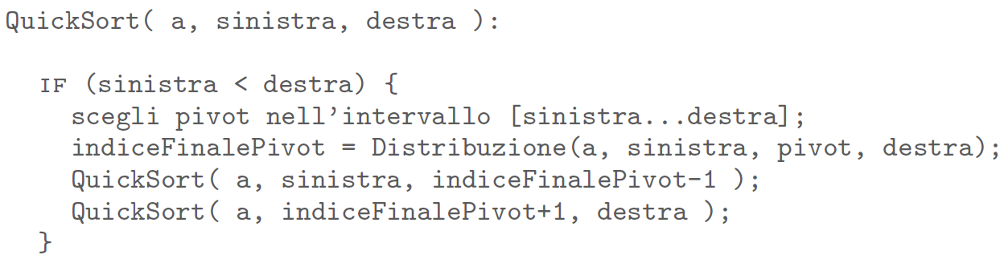 QuickSort( a, sinistra, destra ):
IF (sinistra < destra) {
scegli pivot nell'intervallo [sinistra...destra];
indiceFinalePivot = Distribuzione(a, sinistra, pivot, destra);
QuickSort( a, sinistra, indiceFinalePivot-1 );
QuickSort( a, indiceFinalePivot+1, destra );
}